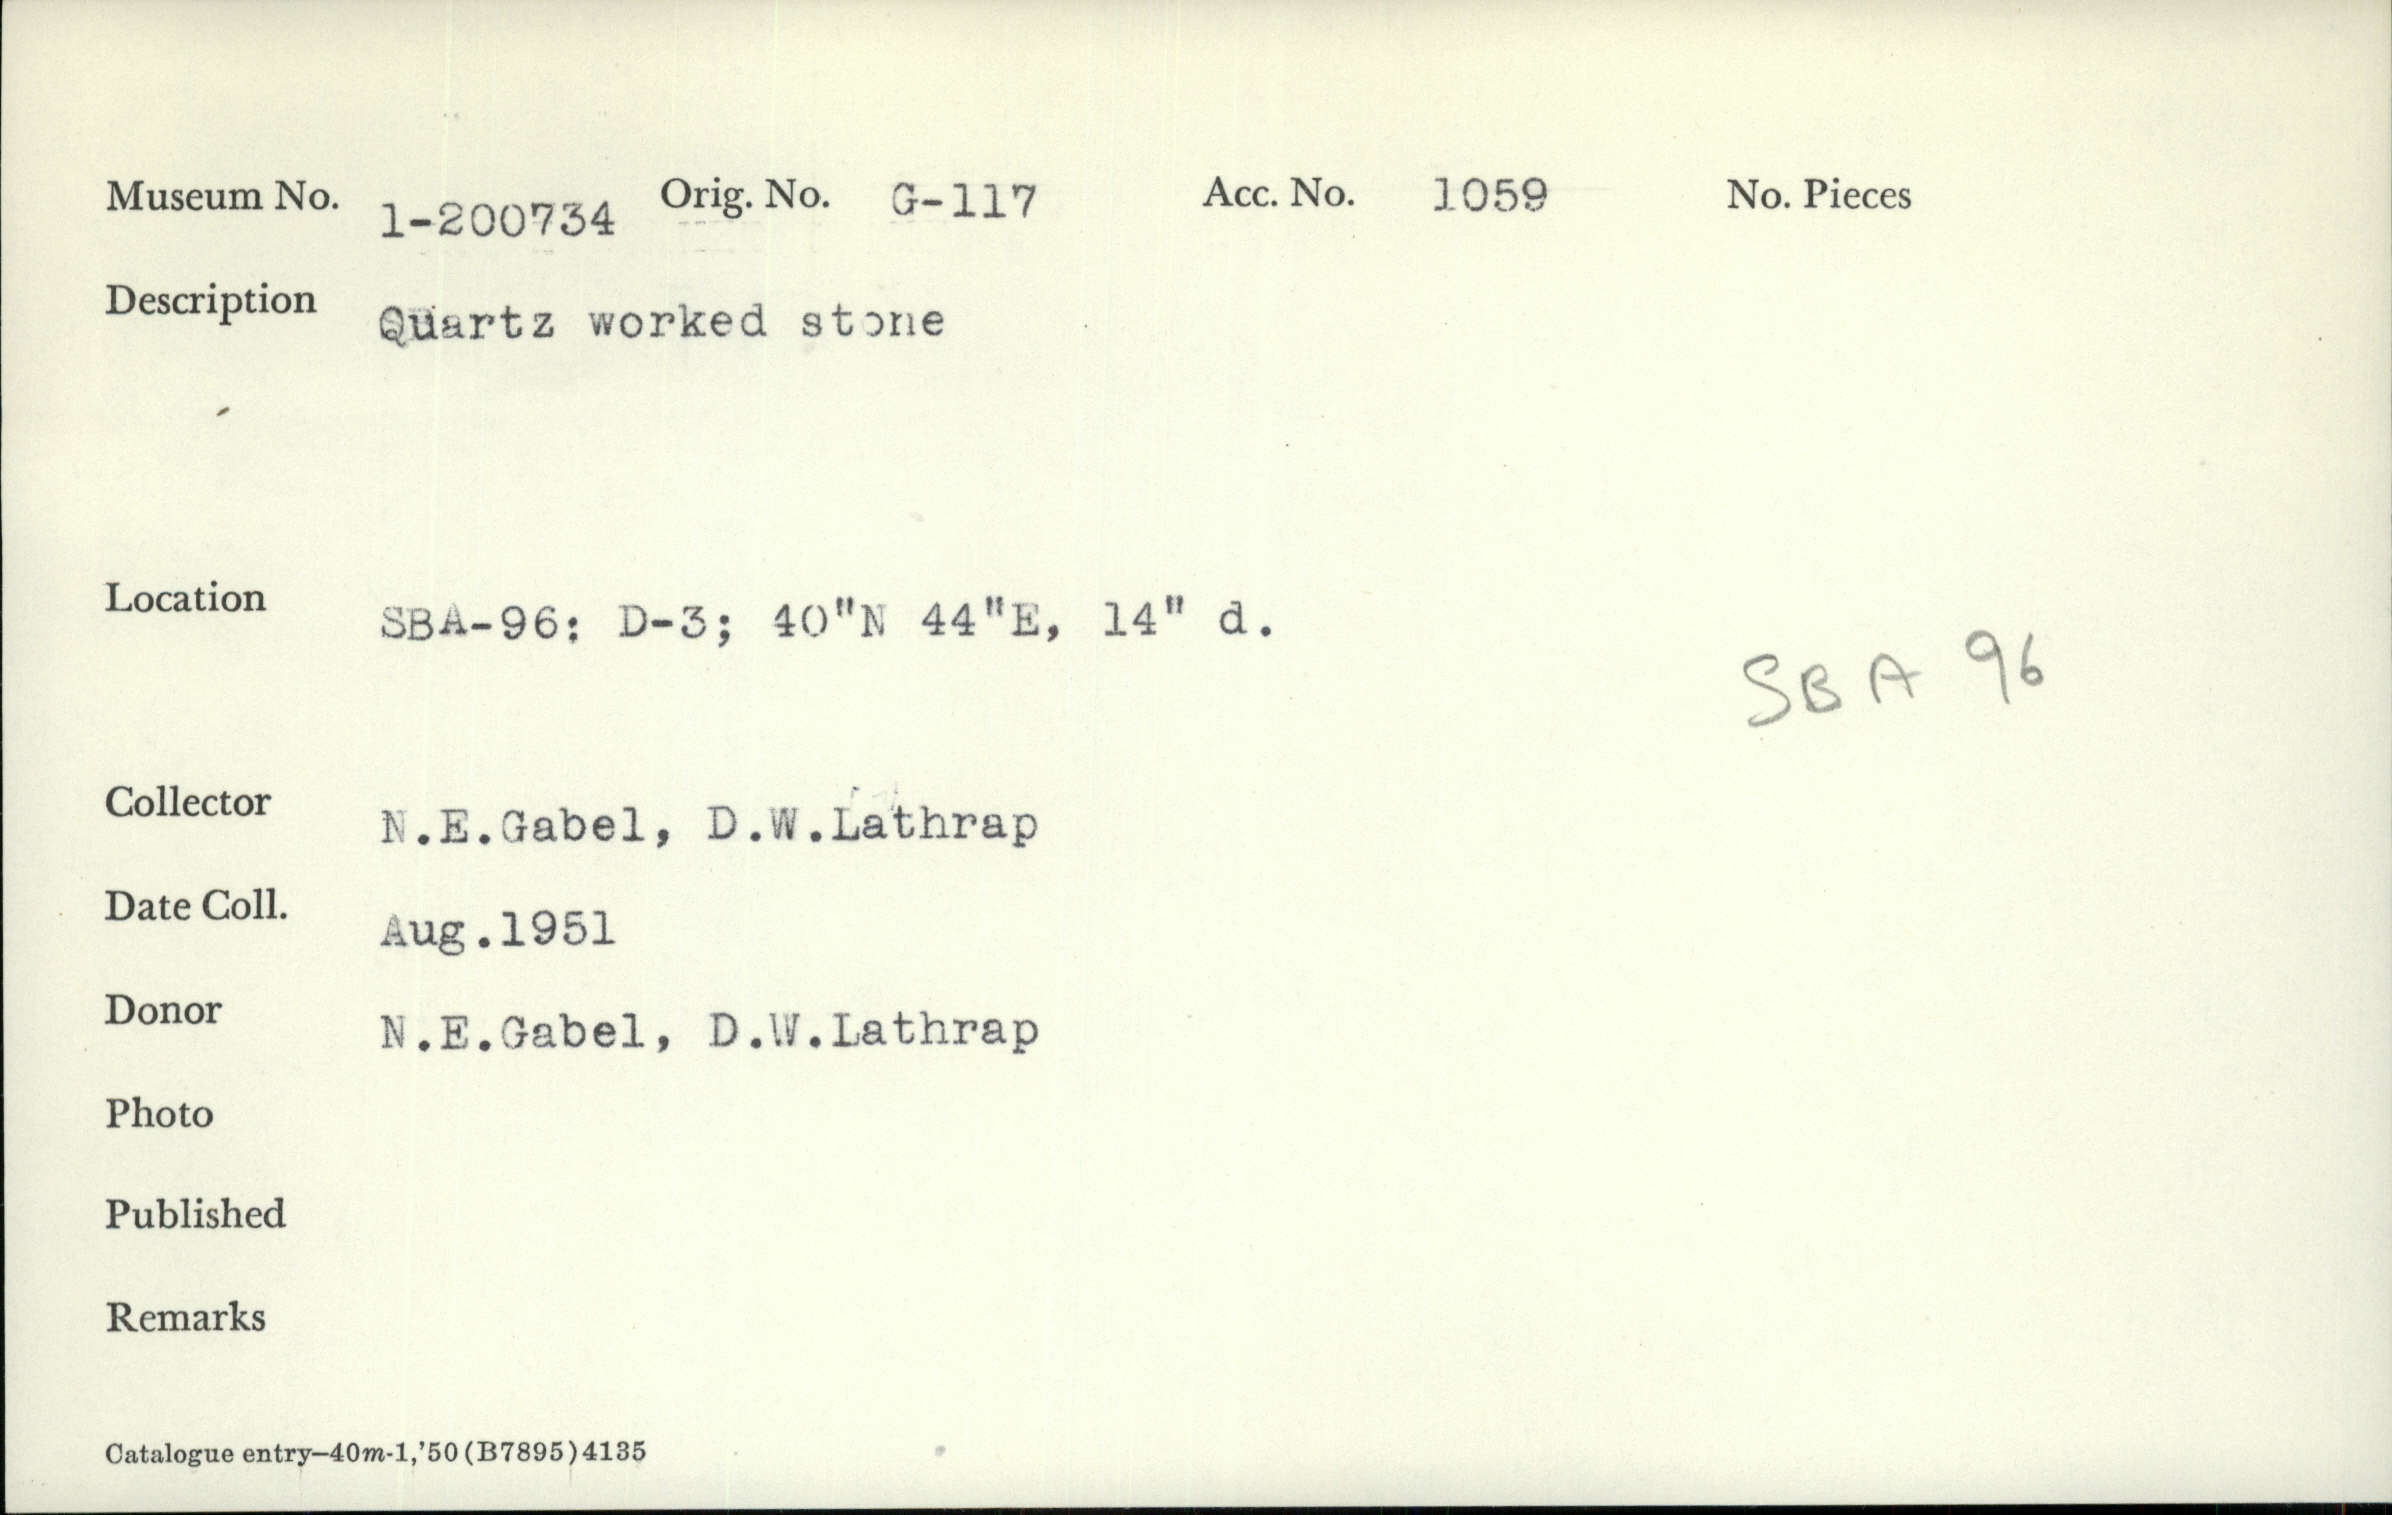 Museum No. 1-200734 Orig. No. G-117 Acc. No. 1059 No. Pieces
Description Quartz worked stone
Location SBA-96: D-3; 40"N 44"E, 14" d.
SBA 96
Collector N.E.Gabel, D.W.Lathrap
Date Coll. Aug.1951
Donor N.E.Gabel, D.W.Lathrap
Photo
Published
Remarks
Catalogue entry—40m-1,'50(B7895)4135